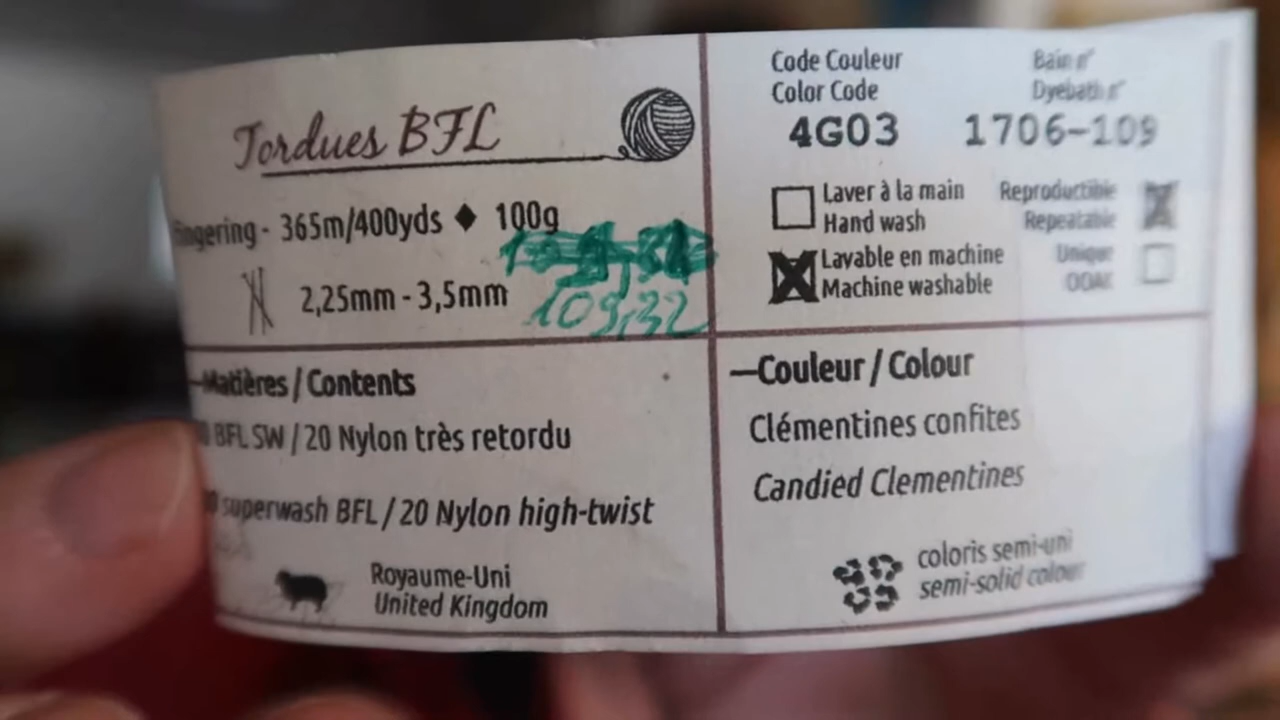 Tordues BFL
Fingering - 365m/400yds ♦ 100g
109,32
2,25mm - 3,5mm
—Matières / Contents
BFL SW / 20 Nylon très retordu
superwash BFL / 20 Nylon high-twist
Royaume-Uni
United Kingdom
Code Couleur
Color Code
4G03
Bain n°
Dyebath n°
1706-109
Laver à la main
Hand wash
Reproductible
Repeatable
Lavable en machine
Machine washable
Unique
OOAK
—Couleur / Colour
Clémentines confites
Candied Clementines
coloris semi-uni
semi-solid colour